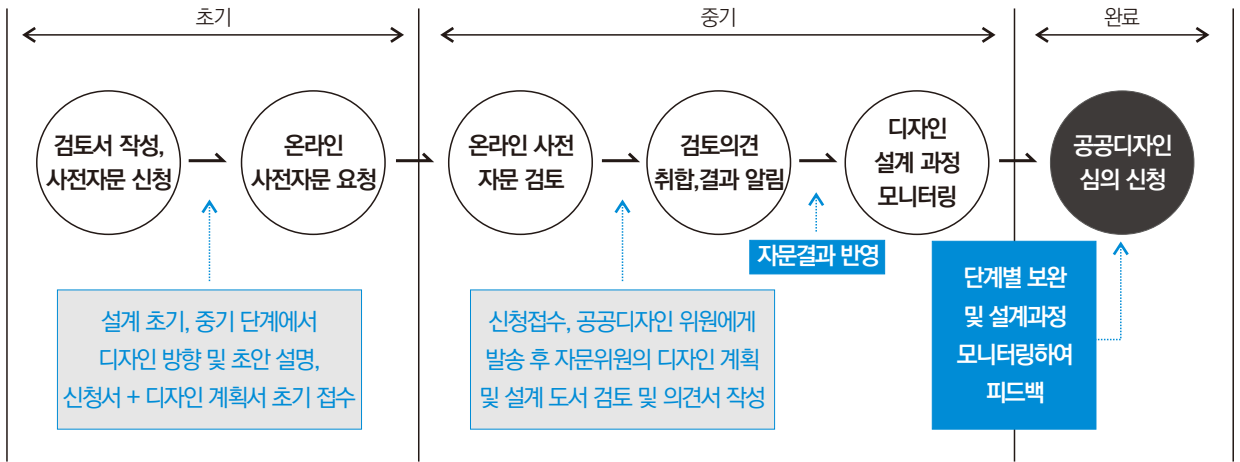 초기
중기
완료
검토서 작성,
사전자문 신청
온라인
사전자문 요청
온라인 사전
자문 검토
검토의견
취합,결과 알림
디자인
설계 과정
모니터링
공공디자인
심의 신청
설계 초기, 중기 단계에서
디자인 방향 및 초안 설명,
신청서 + 디자인 계획서 초기 접수
신청접수, 공공디자인 위원에게
발송 후 자문위원의 디자인 계획
및 설계 도서 검토 및 의견서 작성
자문결과 반영
단계별 보완
및 설계과정
모니터링하여
피드백